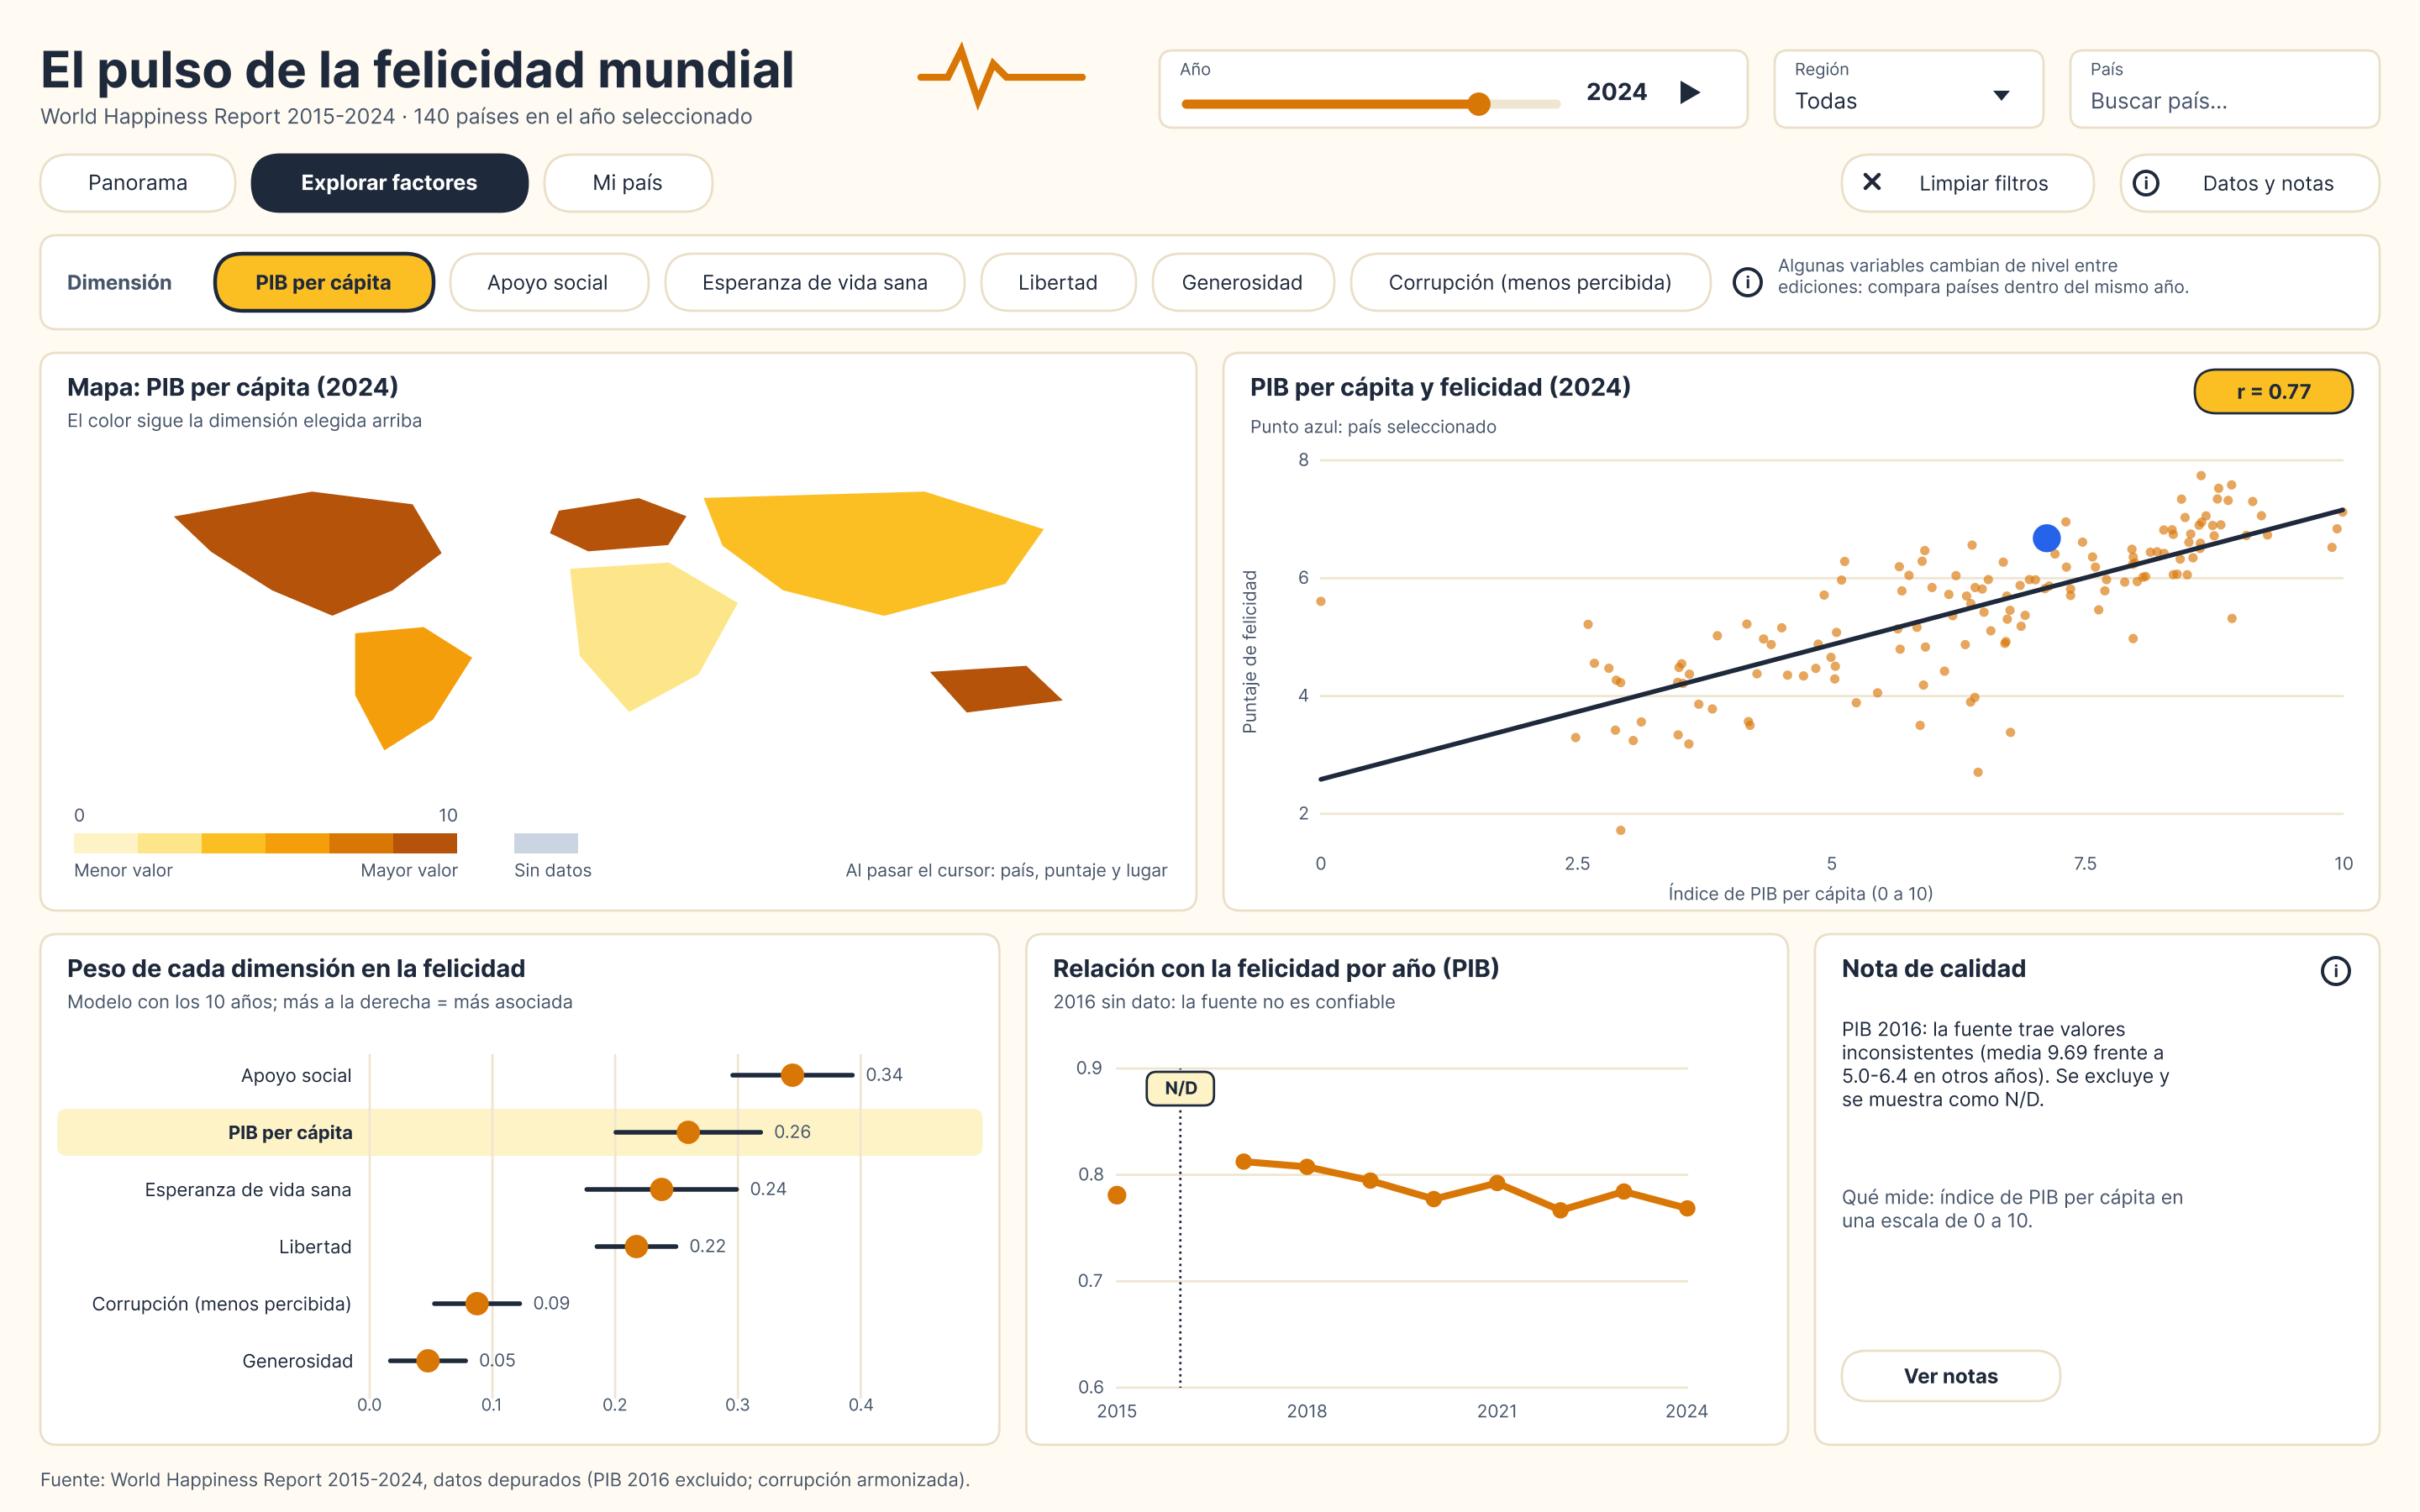 El pulso de la felicidad mundial
World Happiness Report 2015-2024 · 140 países en el año seleccionado
Año
2024
Región
Todas
País
Buscar país...
Panorama
Explorar factores
Mi país
Limpiar filtros
Datos y notas
Dimensión
PIB per cápita
Apoyo social
Esperanza de vida sana
Libertad
Generosidad
Corrupción (menos percibida)
Algunas variables cambian de nivel entre
ediciones: compara países dentro del mismo año.
Mapa: PIB per cápita (2024)
El color sigue la dimensión elegida arriba
0
10
Menor valor
Mayor valor
Sin datos
Al pasar el cursor: país, puntaje y lugar
PIB per cápita y felicidad (2024)
r = 0.77
Punto azul: país seleccionado
Puntaje de felicidad
8
6
4
2
0
2.5
5
7.5
10
Índice de PIB per cápita (0 a 10)
Peso de cada dimensión en la felicidad
Modelo con los 10 años; más a la derecha = más asociada
Apoyo social
0.34
PIB per cápita
0.26
Esperanza de vida sana
0.24
Libertad
0.22
Corrupción (menos percibida)
0.09
Generosidad
0.05
0.0
0.1
0.2
0.3
0.4
Relación con la felicidad por año (PIB)
2016 sin dato: la fuente no es confiable
0.9
N/D
0.8
0.7
0.6
2015
2018
2021
2024
Nota de calidad
PIB 2016: la fuente trae valores
inconsistentes (media 9.69 frente a
5.0-6.4 en otros años). Se excluye y
se muestra como N/D.
Qué mide: índice de PIB per cápita en
una escala de 0 a 10.
Ver notas
Fuente: World Happiness Report 2015-2024, datos depurados (PIB 2016 excluido; corrupción armonizada).